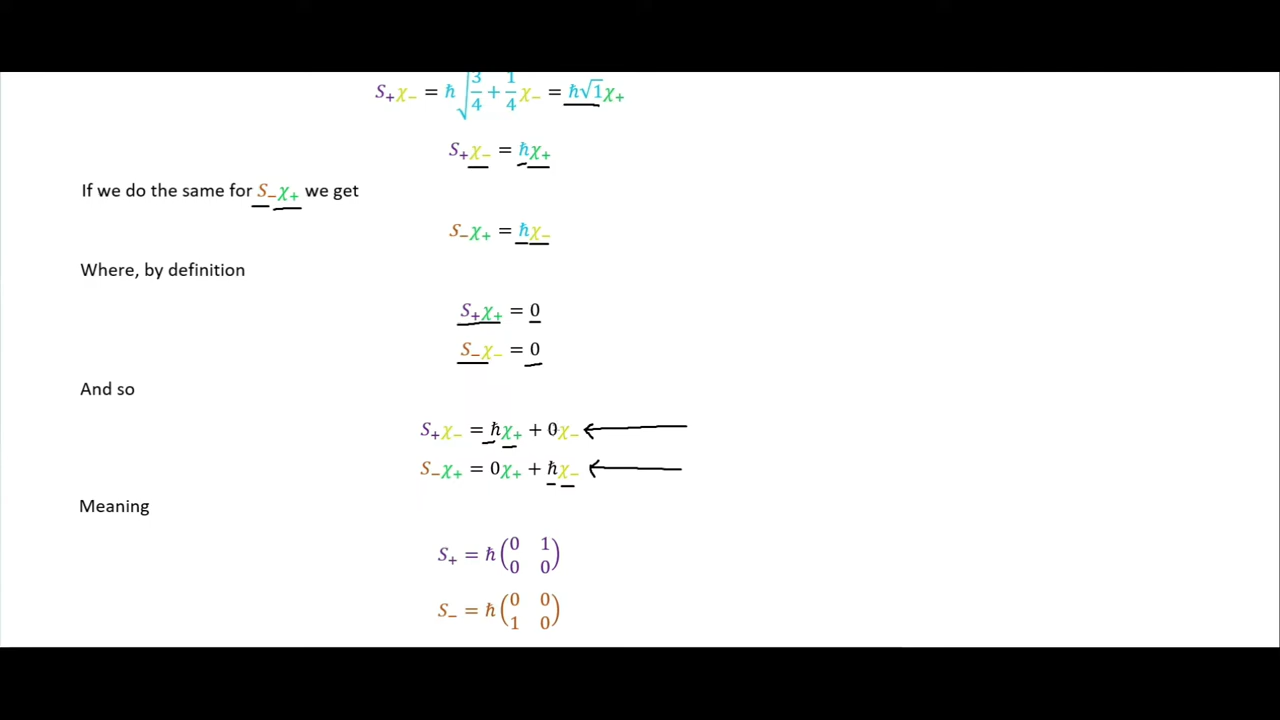 S₊χ₋ = ℏ√(3/4 + 1/4) χ₋ = ℏ√1χ₊
S₊χ₋ = ℏχ₊
If we do the same for S₋χ₊ we get
S₋χ₊ = ℏχ₋
Where, by definition
S₊χ₊ = 0
S₋χ₋ = 0
And so
S₊χ₋ = ℏχ₊ + 0χ₋
S₋χ₊ = 0χ₊ + ℏχ₋
Meaning
S₊ = ℏ(0 1
0 0)
S₋ = ℏ(0 0
1 0)